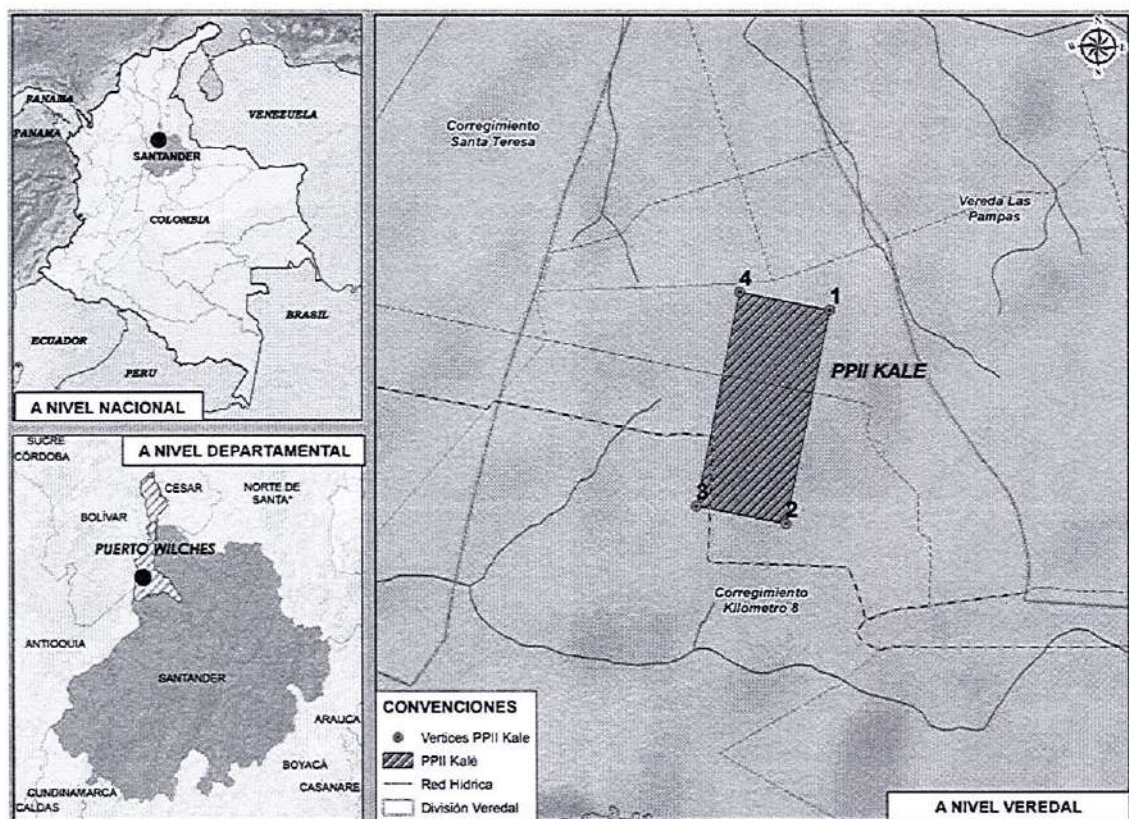 PANAMA
PANAMA
VENEZUELA
SANTANDER
COLOMBIA
ECUADOR
BRASIL
PERU
A NIVEL NACIONAL
SUCRE
CÓRDOBA
A NIVEL DEPARTAMENTAL
CESAR
NORTE DE
SANTA*
BOLÍVAR
PUERTO WILCHES
ANTIOQUIA
SANTANDER
ARAUCA
BOYACÁ
CASANARE
CUNDINAMARCA
CALDAS
N
E
S
Corregimiento
Santa Teresa
Vereda Las
Pampas
4
1
PPII KALE
3
2
Corregimiento
Kilómetro 8
CONVENCIONES
Vertices PPII Kale
PPII Kalé
Red Hídrica
División Veredal
A NIVEL VEREDAL